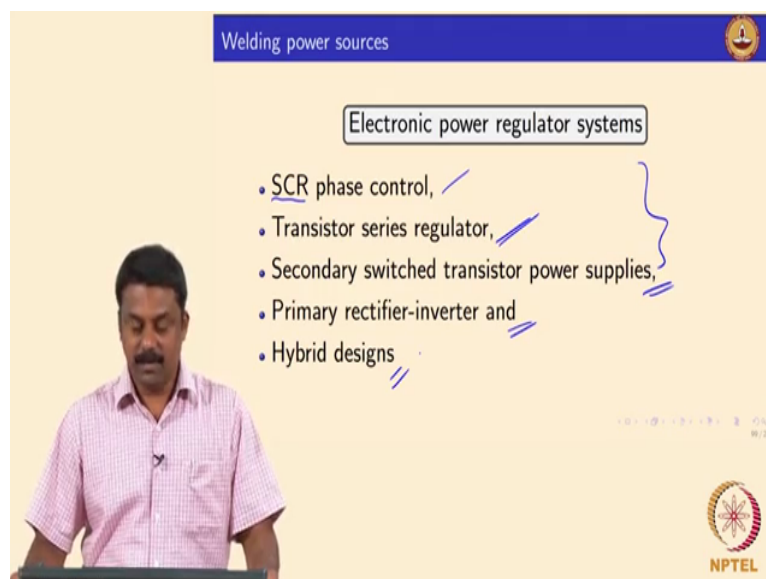 Welding power sources
Electronic power regulator systems
SCR phase control,
Transistor series regulator,
Secondary switched transistor power supplies,
Primary rectifier-inverter and
Hybrid designs
NPTEL